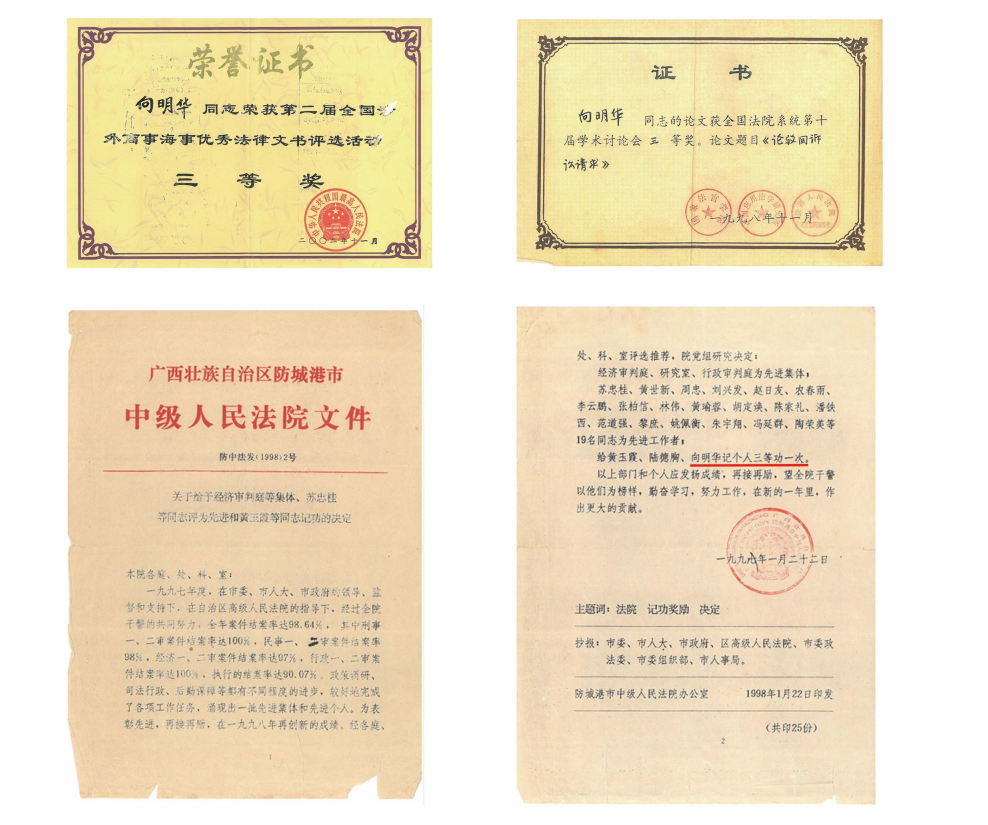 荣誉证书
向明华 同志荣获第二届全国
外商事海事优秀法律文书评选活动
三 等 奖
二〇〇二年十一月
证 书
向明华 同志的论文获全国法院系统第十
届学术讨论会 三 等奖。论文题目《论驳回诉
讼请求》
一九九八年十一月
广西壮族自治区防城港市
中级人民法院文件
防中法发(1998)2号
关于给予经济审判庭等集体、苏忠桂
等同志评为先进和黄玉霞等同志记功的决定
本院各庭、处、科、室:
一九九七年度,在市委、市人大、市政府的领导、监
督和支持下,在自治区高级人民法院的指导下,经过全院
干警的共同努力,全年案件结案率达98.64%,其中刑事
一、二审案件结案率达100%,民事一、二审案件结案率
98%,经济一、二审案件结案率达97%,行政一、二审案
件结案率达100%,执行的结案率达90.07%。政策调研、
司法行政、后勤保障等都有不同程度的进步,较好地完成
了各项工作任务,涌现出一批先进集体和先进个人。为表
彰先进,再接再励,在一九九八年再创新的成绩。经各庭、
1
处、科、室评选推荐,院党组研究决定:
经济审判庭、研究室、行政审判庭为先进集体;
苏忠桂、黄世新、周忠、刘兴发、赵日友、农春雨、
李云鹏、张柏信、林伟、黄瑜蓉、胡定焕、陈家礼、潘铁
西、范道强、黎庶、姚佩衡、朱宇翔、冯延群、陶荣美等
19名同志为先进工作者;
给黄玉霞、陆德朐、向明华记个人三等功一次。
以上部门和个人应发扬成绩,再接再励,望全院干警
以他们为榜样,勤奋学习,努力工作,在新的一年里,作
出更大的贡献。
一九九八年一月二十二日
主题词:法院 记功奖励 决定
抄报:市委、市人大、市政府、区高级人民法院、市委政
法委、市委组织部、市人事局。
防城港市中级人民法院办公室 1998年1月22日印发
(共印25份)
2